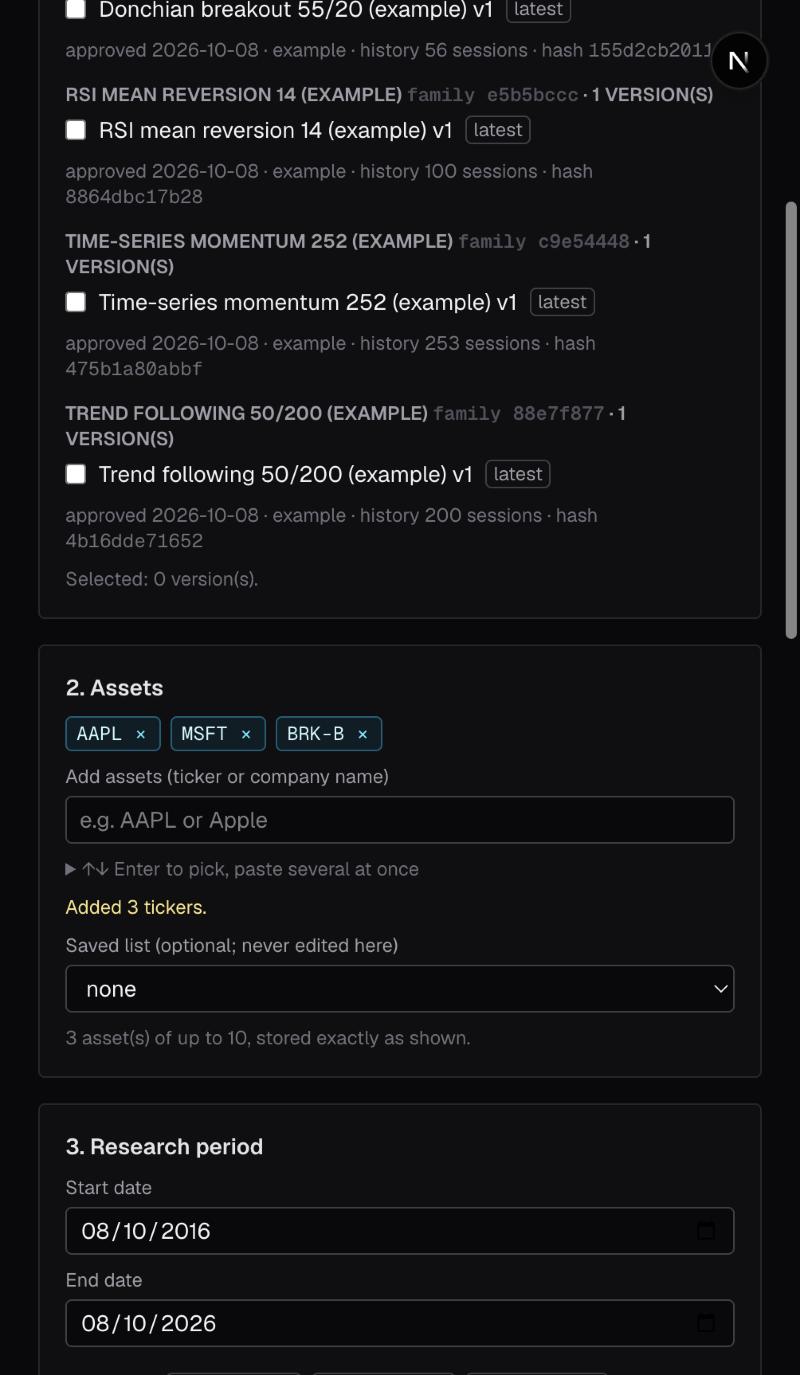 Donchian breakout 55/20 (example) v1 latest
approved 2026-10-08 · example · history 56 sessions · hash 155d2cb2011
N
RSI MEAN REVERSION 14 (EXAMPLE) family e5b5bccc · 1 VERSION(S)
RSI mean reversion 14 (example) v1 latest
approved 2026-10-08 · example · history 100 sessions · hash
8864dbc17b28
TIME-SERIES MOMENTUM 252 (EXAMPLE) family c9e54448 · 1
VERSION(S)
Time-series momentum 252 (example) v1 latest
approved 2026-10-08 · example · history 253 sessions · hash
475b1a80abbf
TREND FOLLOWING 50/200 (EXAMPLE) family 88e7f877 · 1
VERSION(S)
Trend following 50/200 (example) v1 latest
approved 2026-10-08 · example · history 200 sessions · hash
4b16dde71652
Selected: 0 version(s).
2. Assets
AAPL × MSFT × BRK-B ×
Add assets (ticker or company name)
e.g. AAPL or Apple
▶ ↑↓ Enter to pick, paste several at once
Added 3 tickers.
Saved list (optional; never edited here)
none
3 asset(s) of up to 10, stored exactly as shown.
3. Research period
Start date
08/10/2016
End date
08/10/2026